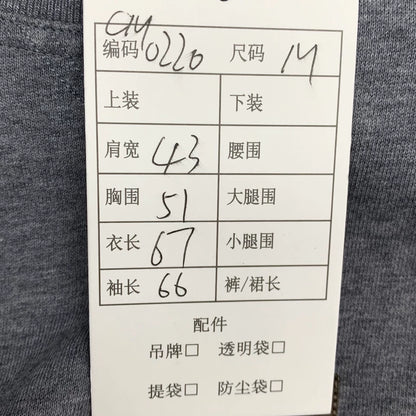 CM
编码 0220 尺码 M
上装 下装
肩宽 43 腰围
胸围 51 大腿围
衣长 67 小腿围
袖长 66 裤/裙长
配件
吊牌□ 透明袋□
提袋□ 防尘袋□